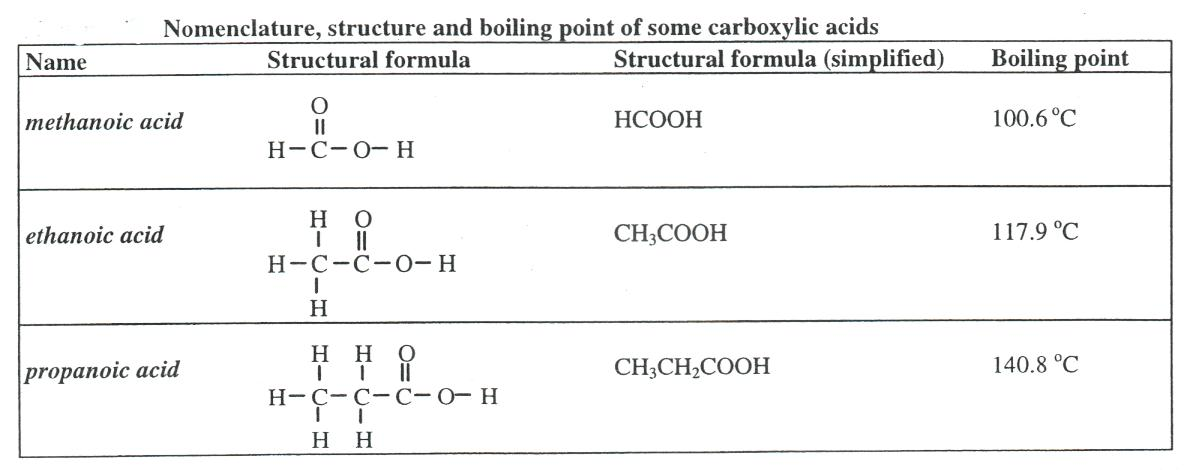 Nomenclature, structure and boiling point of some carboxylic acids
Name Structural formula Structural formula (simplified) Boiling point
O
methanoic acid || HCOOH 100.6 °C
H–C–O–H
H O
ethanoic acid | || CH₃COOH 117.9 °C
H–C–C–O–H
|
H
H H O
propanoic acid | | || CH₃CH₂COOH 140.8 °C
H–C–C–C–O–H
| |
H H